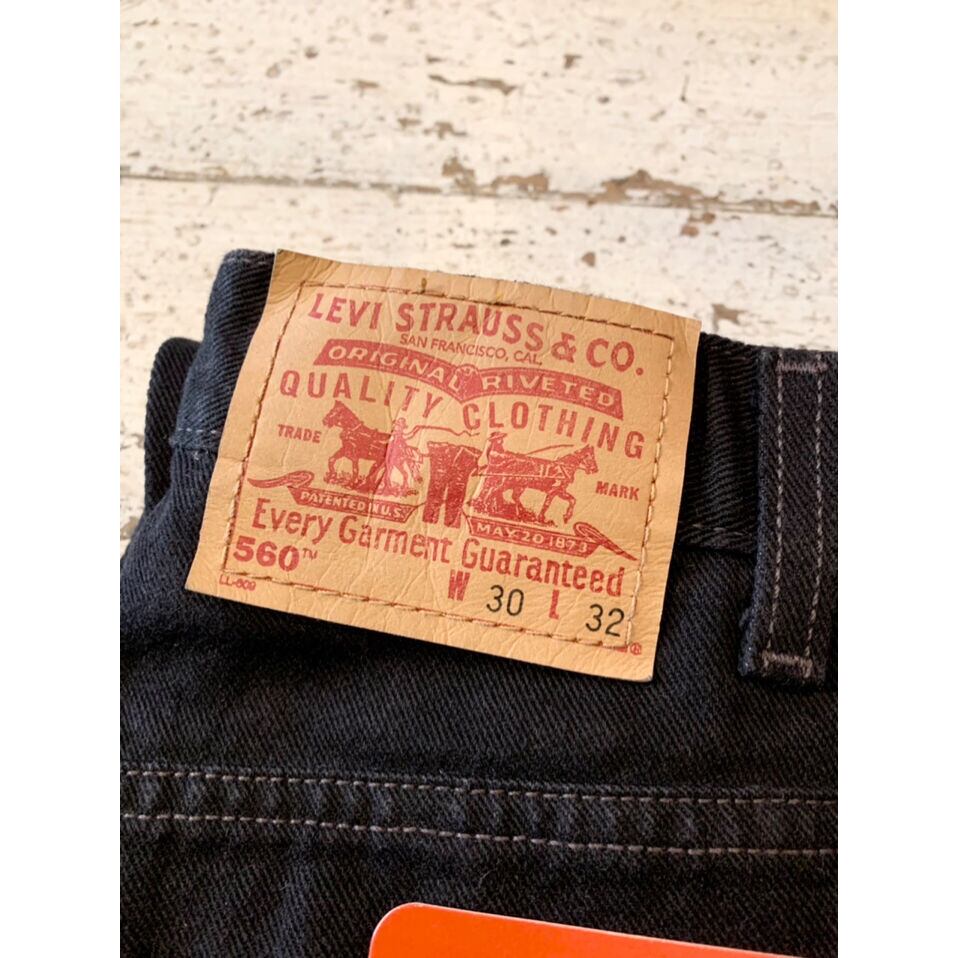 LEVI STRAUSS & CO.
SAN FRANCISCO, CAL.
ORIGINAL RIVETED
QUALITY CLOTHING
TRADE MARK
PATENTED IN U.S. MAY 20 1873
Every Garment Guaranteed
560™
W 30 L 32
®